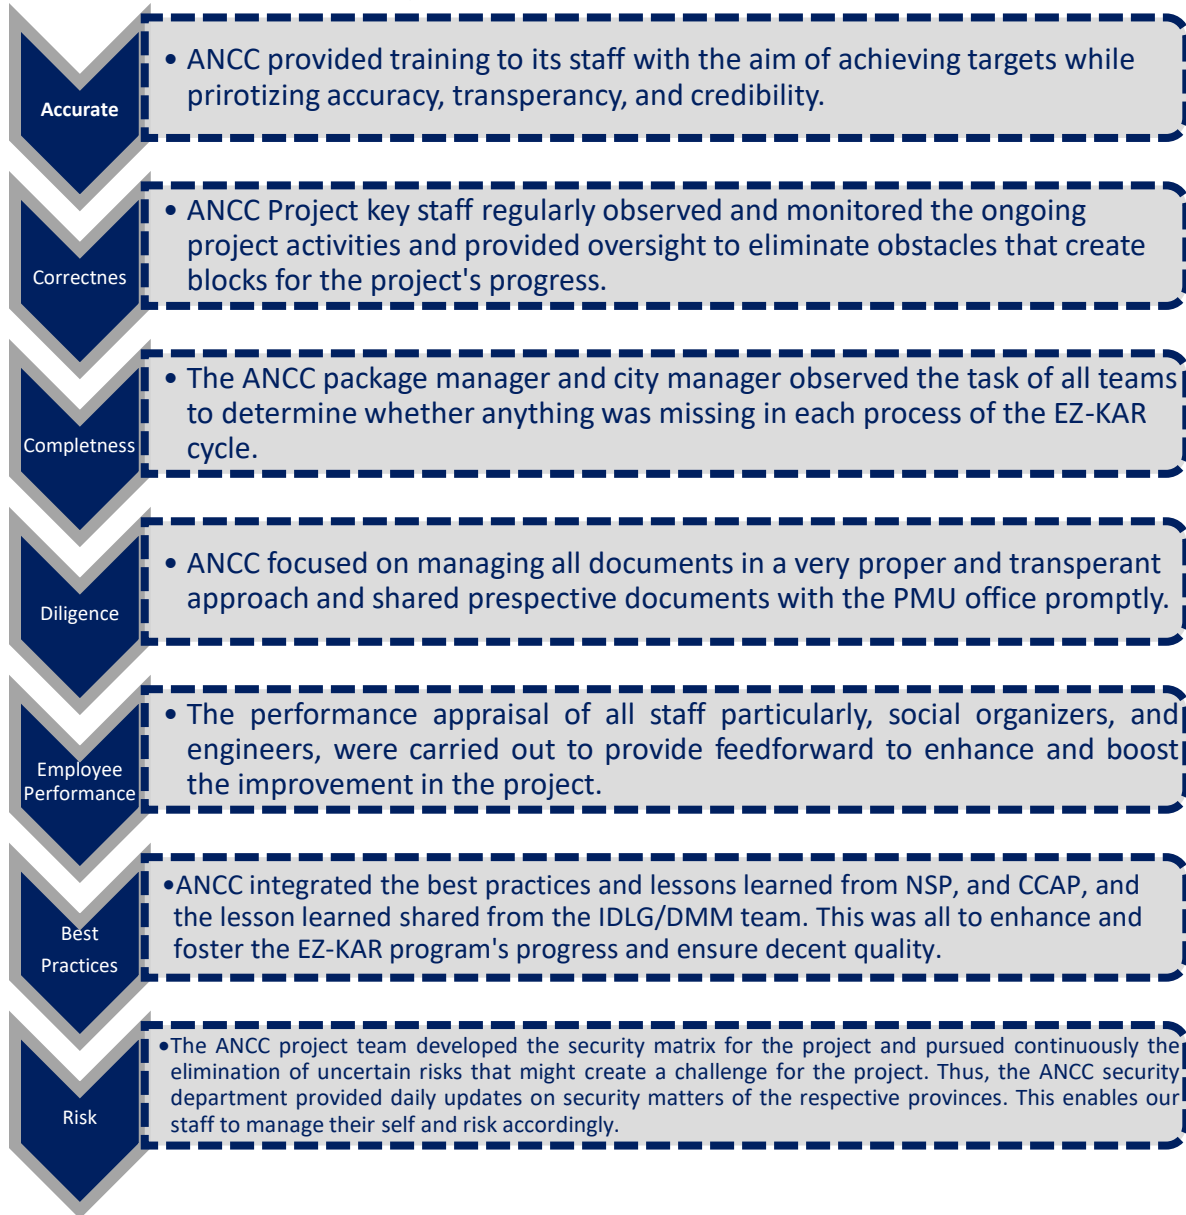 Accurate
• ANCC provided training to its staff with the aim of achieving targets while
prirotizing accuracy, transperancy, and credibility.
Correctnes
• ANCC Project key staff regularly observed and monitored the ongoing
project activities and provided oversight to eliminate obstacles that create
blocks for the project's progress.
Completness
• The ANCC package manager and city manager observed the task of all teams
to determine whether anything was missing in each process of the EZ-KAR
cycle.
Diligence
• ANCC focused on managing all documents in a very proper and transperant
approach and shared prespective documents with the PMU office promptly.
Employee
Performance
• The performance appraisal of all staff particularly, social organizers, and
engineers, were carried out to provide feedforward to enhance and boost
the improvement in the project.
Best
Practices
•ANCC integrated the best practices and lessons learned from NSP, and CCAP, and
the lesson learned shared from the IDLG/DMM team. This was all to enhance and
foster the EZ-KAR program's progress and ensure decent quality.
Risk
•The ANCC project team developed the security matrix for the project and pursued continuously the
elimination of uncertain risks that might create a challenge for the project. Thus, the ANCC security
department provided daily updates on security matters of the respective provinces. This enables our
staff to manage their self and risk accordingly.